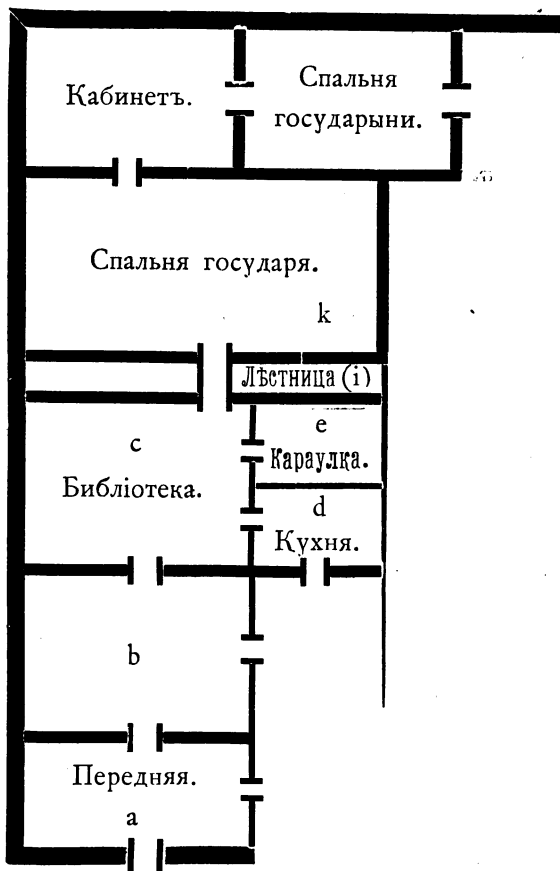 Кабинетъ.
Спальня
государыни.
Спальня государя.
k
Лѣстница (i)
c
e
Караулка.
Библіотека.
d
Кухня.
b
Передняя.
a